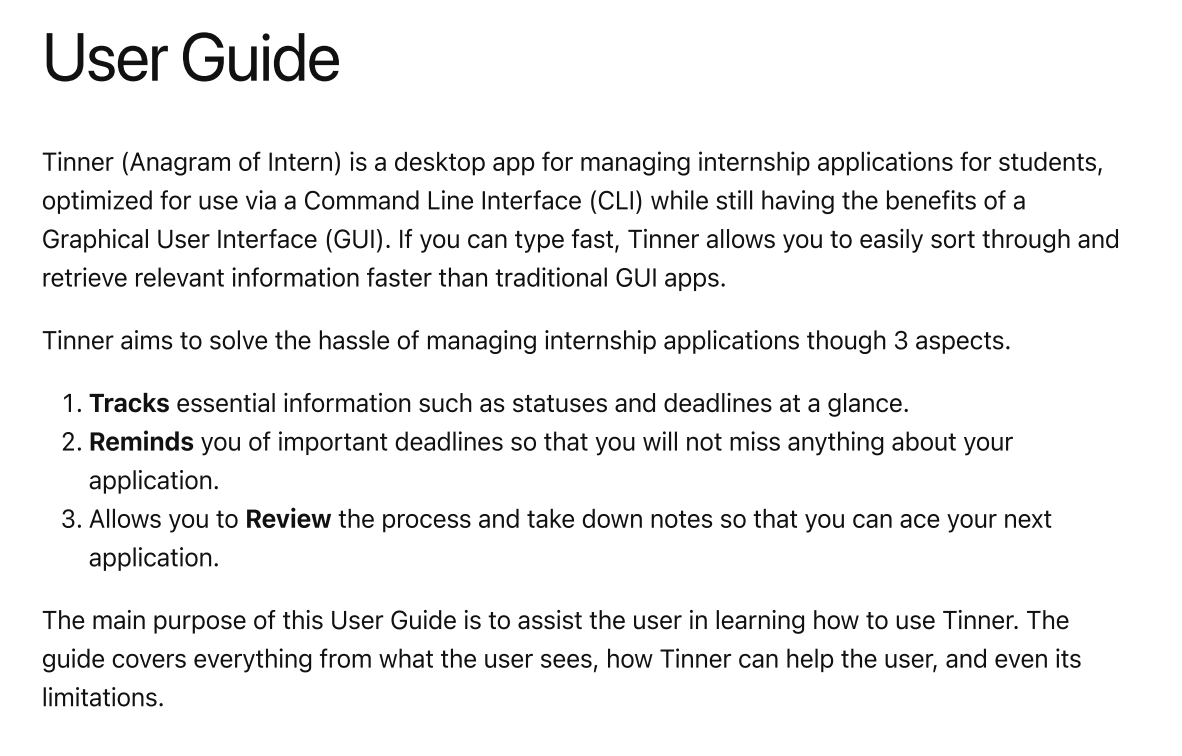 User Guide
Tinner (Anagram of Intern) is a desktop app for managing internship applications for students,
optimized for use via a Command Line Interface (CLI) while still having the benefits of a
Graphical User Interface (GUI). If you can type fast, Tinner allows you to easily sort through and
retrieve relevant information faster than traditional GUI apps.
Tinner aims to solve the hassle of managing internship applications though 3 aspects.
1. Tracks essential information such as statuses and deadlines at a glance.
2. Reminds you of important deadlines so that you will not miss anything about your
application.
3. Allows you to Review the process and take down notes so that you can ace your next
application.
The main purpose of this User Guide is to assist the user in learning how to use Tinner. The
guide covers everything from what the user sees, how Tinner can help the user, and even its
limitations.